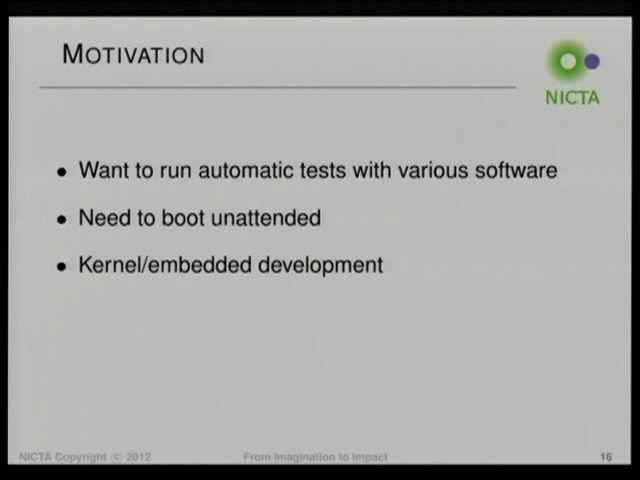 MOTIVATION
NICTA
• Want to run automatic tests with various software
• Need to boot unattended
• Kernel/embedded development
NICTA Copyright © 2012 From Imagination to Impact 16